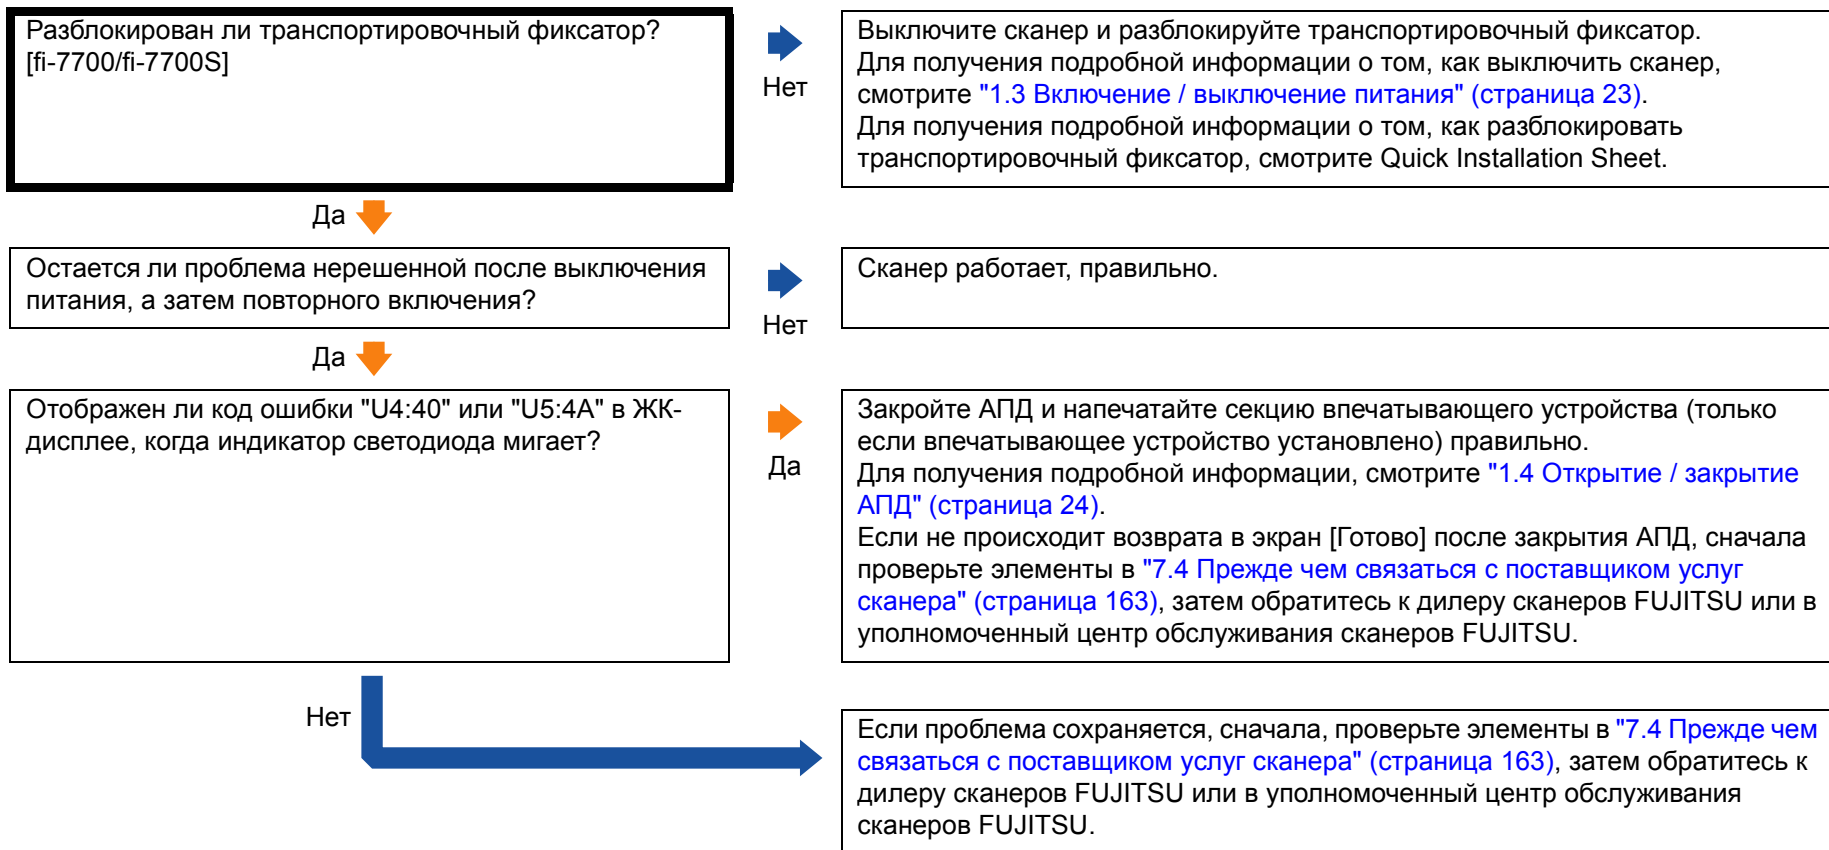 Разблокирован ли транспортировочный фиксатор?
[fi-7700/fi-7700S]
Нет
Выключите сканер и разблокируйте транспортировочный фиксатор.
Для получения подробной информации о том, как выключить сканер,
смотрите "1.3 Включение / выключение питания" (страница 23).
Для получения подробной информации о том, как разблокировать
транспортировочный фиксатор, смотрите Quick Installation Sheet.
Да
Остается ли проблема нерешенной после выключения
питания, а затем повторного включения?
Нет
Сканер работает, правильно.
Да
Отображен ли код ошибки "U4:40" или "U5:4A" в ЖК-
дисплее, когда индикатор светодиода мигает?
Да
Закройте АПД и напечатайте секцию впечатывающего устройства (только
если впечатывающее устройство установлено) правильно.
Для получения подробной информации, смотрите "1.4 Открытие / закрытие
АПД" (страница 24).
Если не происходит возврата в экран [Готово] после закрытия АПД, сначала
проверьте элементы в "7.4 Прежде чем связаться с поставщиком услуг
сканера" (страница 163), затем обратитесь к дилеру сканеров FUJITSU или в
уполномоченный центр обслуживания сканеров FUJITSU.
Нет
Если проблема сохраняется, сначала, проверьте элементы в "7.4 Прежде чем
связаться с поставщиком услуг сканера" (страница 163), затем обратитесь к
дилеру сканеров FUJITSU или в уполномоченный центр обслуживания
сканеров FUJITSU.